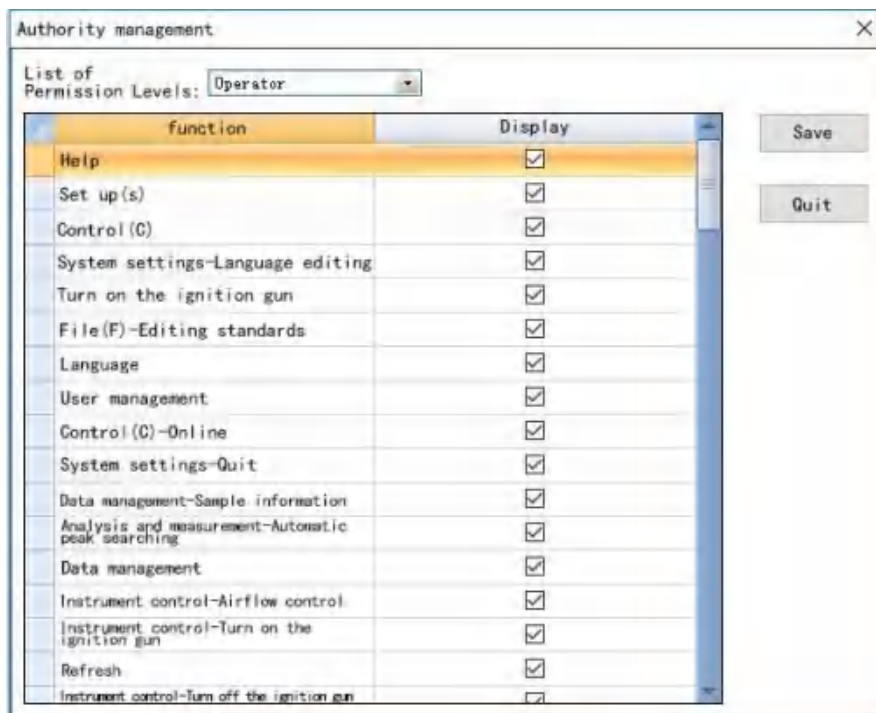 Authority management
List of
Permission Levels: Operator
function Display
Help
Set up(s)
Control(C)
System settings-Language editing
Turn on the ignition gun
File(F)-Editing standards
Language
User management
Control(C)-Online
System settings-Quit
Data management-Sample information
Analysis and measurement-Automatic
peak searching
Data management
Instrument control-Airflow control
Instrument control-Turn on the
ignition gun
Refresh
Instrument control-Turn off the ignition gun
Save
Quit